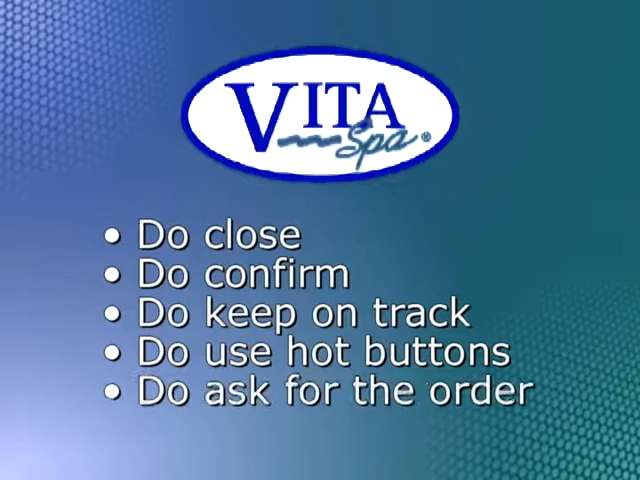 VITA
Spa®
• Do close
• Do confirm
• Do keep on track
• Do use hot buttons
• Do ask for the order